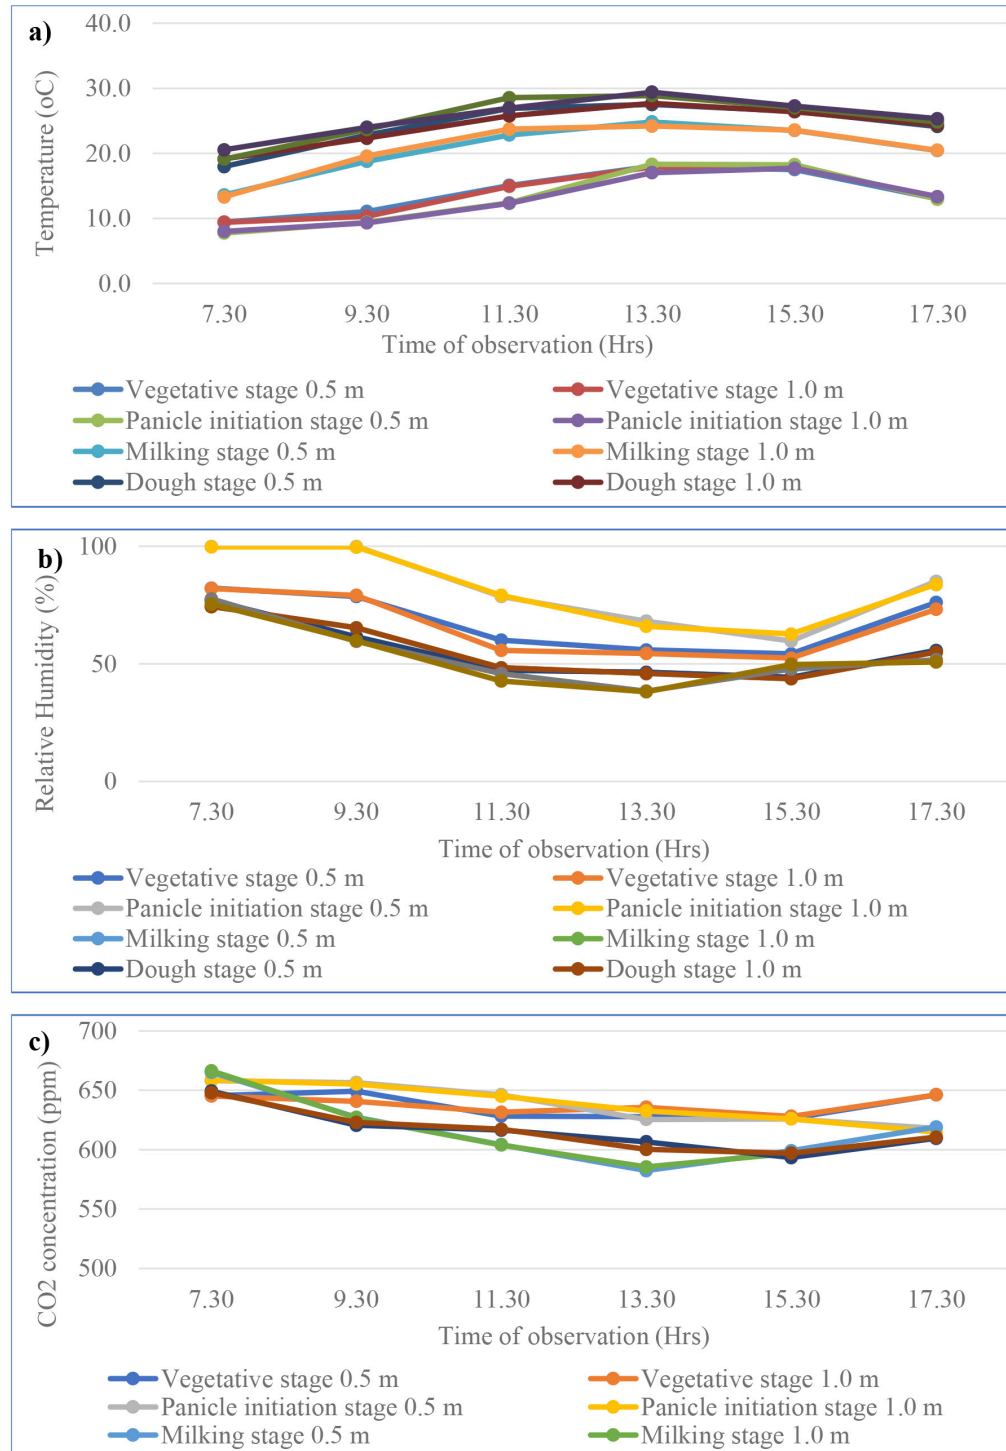 a)
40.0
30.0
20.0
10.0
0.0
Temperature (oC)
7.30 9.30 11.30 13.30 15.30 17.30
Time of observation (Hrs)
Vegetative stage 0.5 m Vegetative stage 1.0 m
Panicle initiation stage 0.5 m Panicle initiation stage 1.0 m
Milking stage 0.5 m Milking stage 1.0 m
Dough stage 0.5 m Dough stage 1.0 m
b)
100
50
0
Relative Humidity (%)
7.30 9.30 11.30 13.30 15.30 17.30
Time of observation (Hrs)
Vegetative stage 0.5 m Vegetative stage 1.0 m
Panicle initiation stage 0.5 m Panicle initiation stage 1.0 m
Milking stage 0.5 m Milking stage 1.0 m
Dough stage 0.5 m Dough stage 1.0 m
c)
700
650
600
550
500
CO2 concentration (ppm)
7.30 9.30 11.30 13.30 15.30 17.30
Time of observation (Hrs)
Vegetative stage 0.5 m Vegetative stage 1.0 m
Panicle initiation stage 0.5 m Panicle initiation stage 1.0 m
Milking stage 0.5 m Milking stage 1.0 m